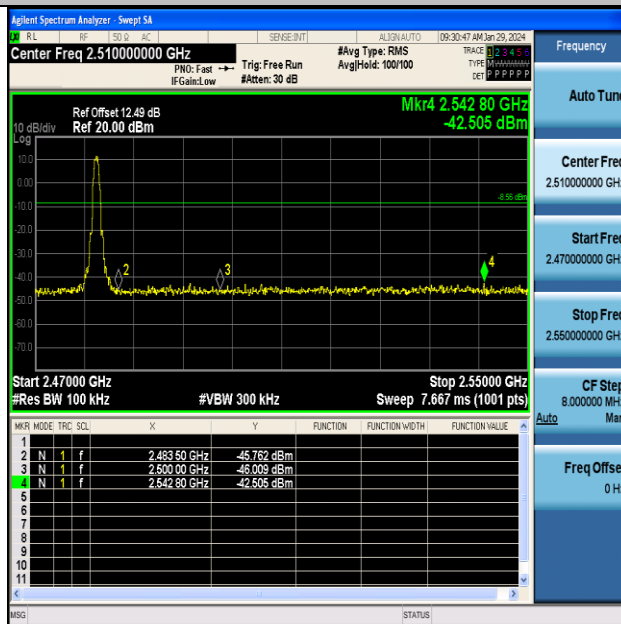 Agilent Spectrum Analyzer - Swept SA
RL RF 50 Ω AC SENSE:INT ALIGN AUTO 09:30:47 AM Jan 29, 2024
Center Freq 2.510000000 GHz
PNO: Fast
IFGain:Low
Trig: Free Run
#Atten: 30 dB
#Avg Type: RMS
Avg|Hold: 100/100
TRACE 1 2 3 4 5 6
TYPE M
DET P P P P P P
Ref Offset 12.49 dB
Ref 20.00 dBm
10 dB/div
Log
Mkr4 2.542 80 GHz
-42.505 dBm
10.0
0.00
-10.0
-20.0
-30.0
-40.0
-50.0
-60.0
-70.0
-8.56 dBm
2
3
4
Start 2.47000 GHz Stop 2.55000 GHz
#Res BW 100 kHz #VBW 300 kHz Sweep 7.667 ms (1001 pts)
MKR MODE TRC SCL X Y FUNCTION FUNCTION WIDTH FUNCTION VALUE
1
2 N 1 f 2.483 50 GHz -45.762 dBm
3 N 1 f 2.500 00 GHz -46.009 dBm
4 N 1 f 2.542 80 GHz -42.505 dBm
5
6
7
8
9
10
11
MSG STATUS
Frequency
Auto Tune
Center Freq
2.510000000 GHz
Start Freq
2.470000000 GHz
Stop Freq
2.550000000 GHz
CF Step
8.000000 MHz
Auto Man
Freq Offset
0 Hz